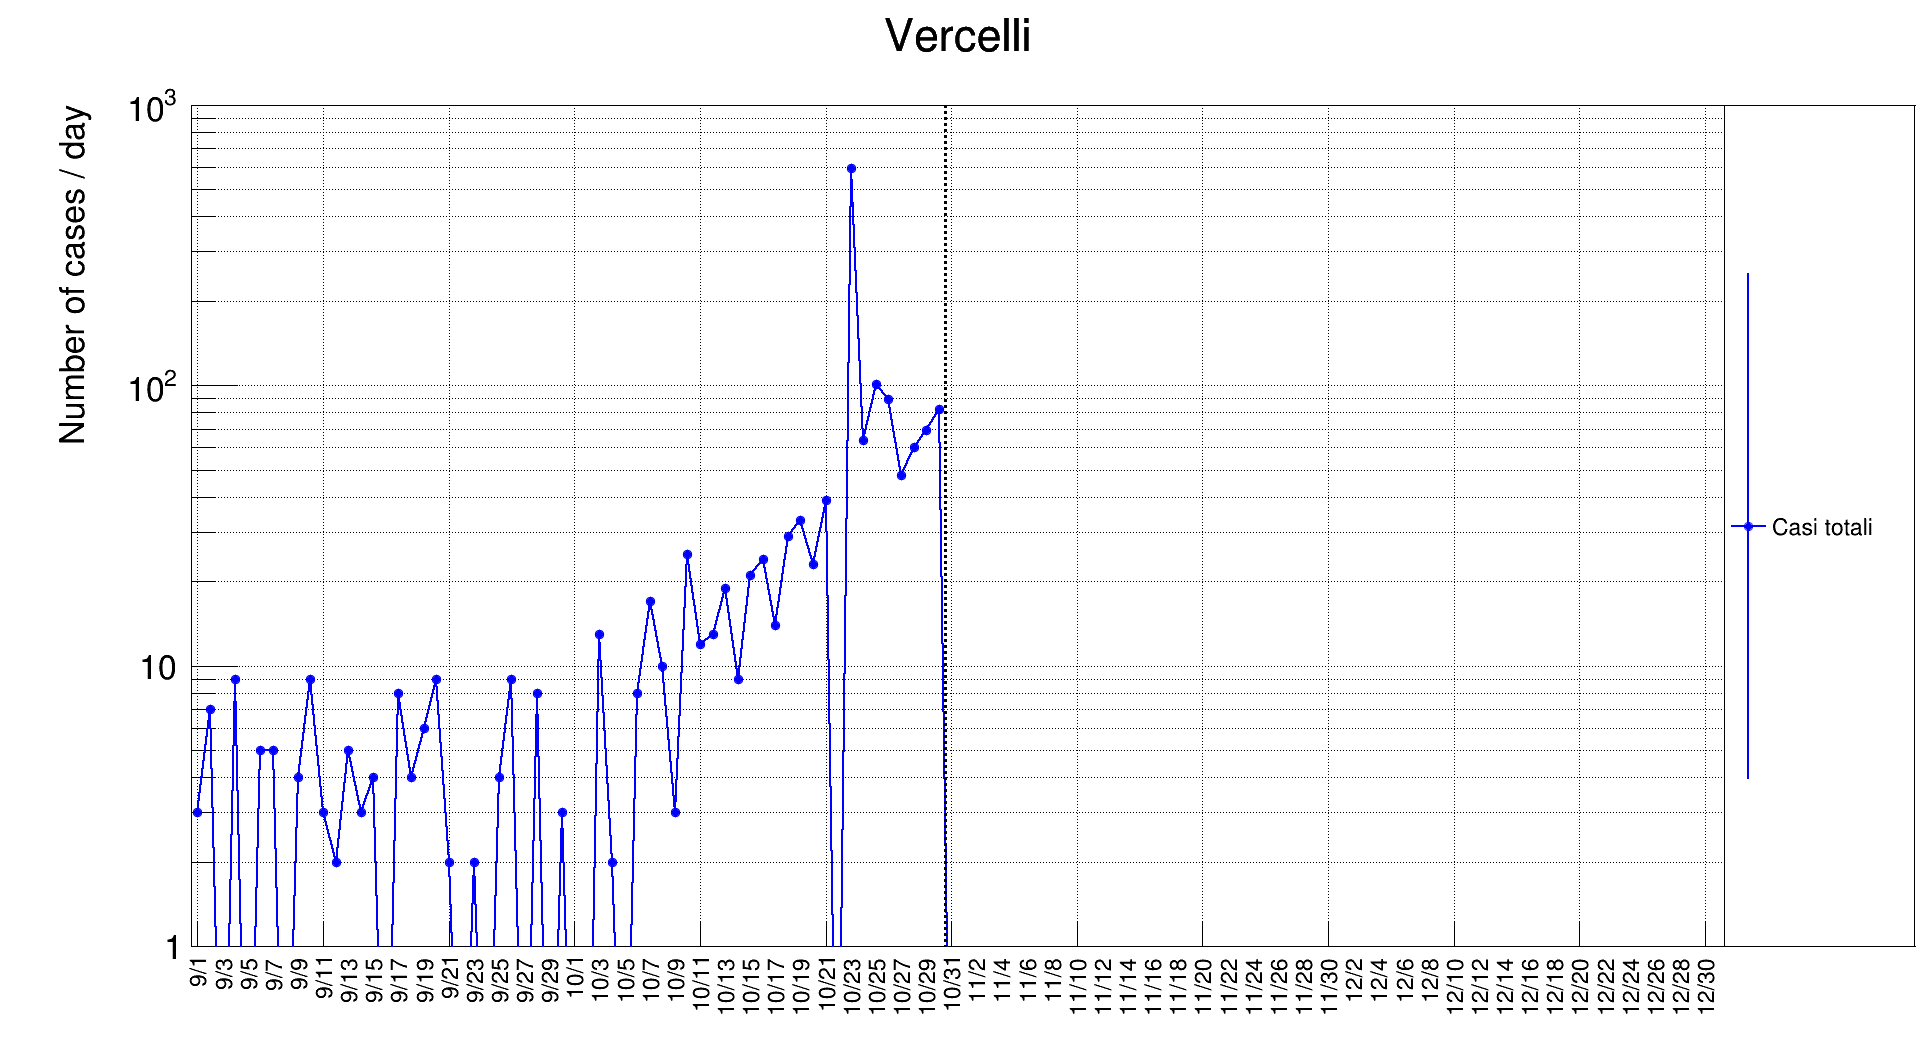 Vercelli
Number of cases / day
10³
10²
10
1
9/1 9/3 9/5 9/7 9/9 9/11 9/13 9/15 9/17 9/19 9/21 9/23 9/25 9/27 9/29 10/1 10/3 10/5 10/7 10/9 10/11 10/13 10/15 10/17 10/19 10/21 10/23 10/25 10/27 10/29 10/31 11/2 11/4 11/6 11/8 11/10 11/12 11/14 11/16 11/18 11/20 11/22 11/24 11/26 11/28 11/30 12/2 12/4 12/6 12/8 12/10 12/12 12/14 12/16 12/18 12/20 12/22 12/24 12/26 12/28 12/30
Casi totali